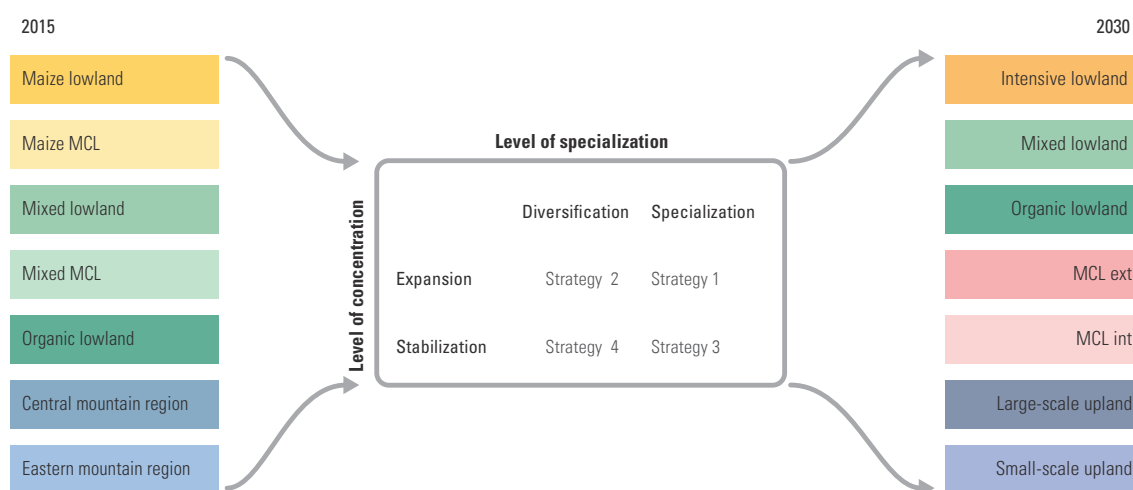 2015
2030
Maize lowland
Maize MCL
Mixed lowland
Mixed MCL
Organic lowland
Central mountain region
Eastern mountain region
Level of specialization
Level of concentration
Diversification Specialization
Expansion Strategy 2 Strategy 1
Stabilization Strategy 4 Strategy 3
Intensive lowland
Mixed lowland
Organic lowland
MCL ext
MCL int
Large-scale upland
Small-scale upland